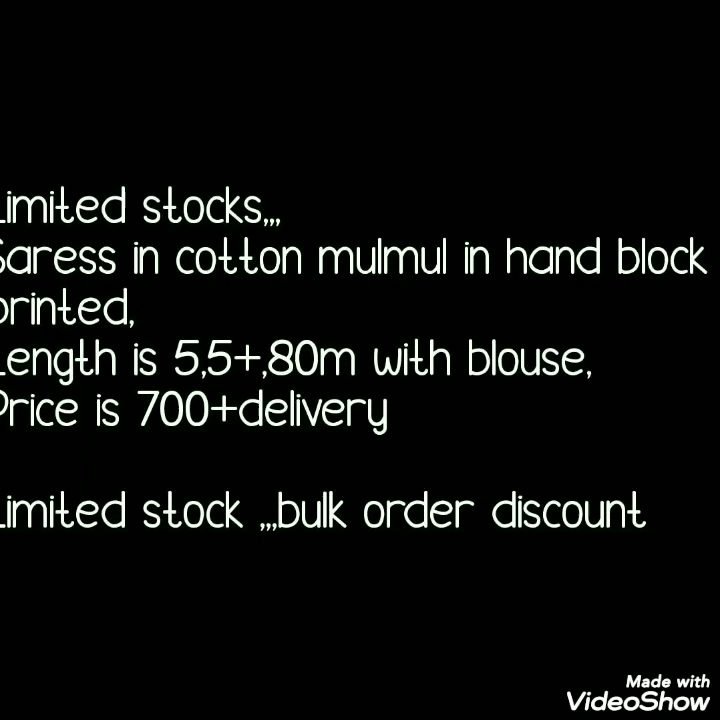 Limited stocks,,,
Saress in cotton mulmul in hand block
printed,
Length is 5,5+,80m with blouse,
Price is 700+delivery
Limited stock ,,,bulk order discount
Made with
VideoShow